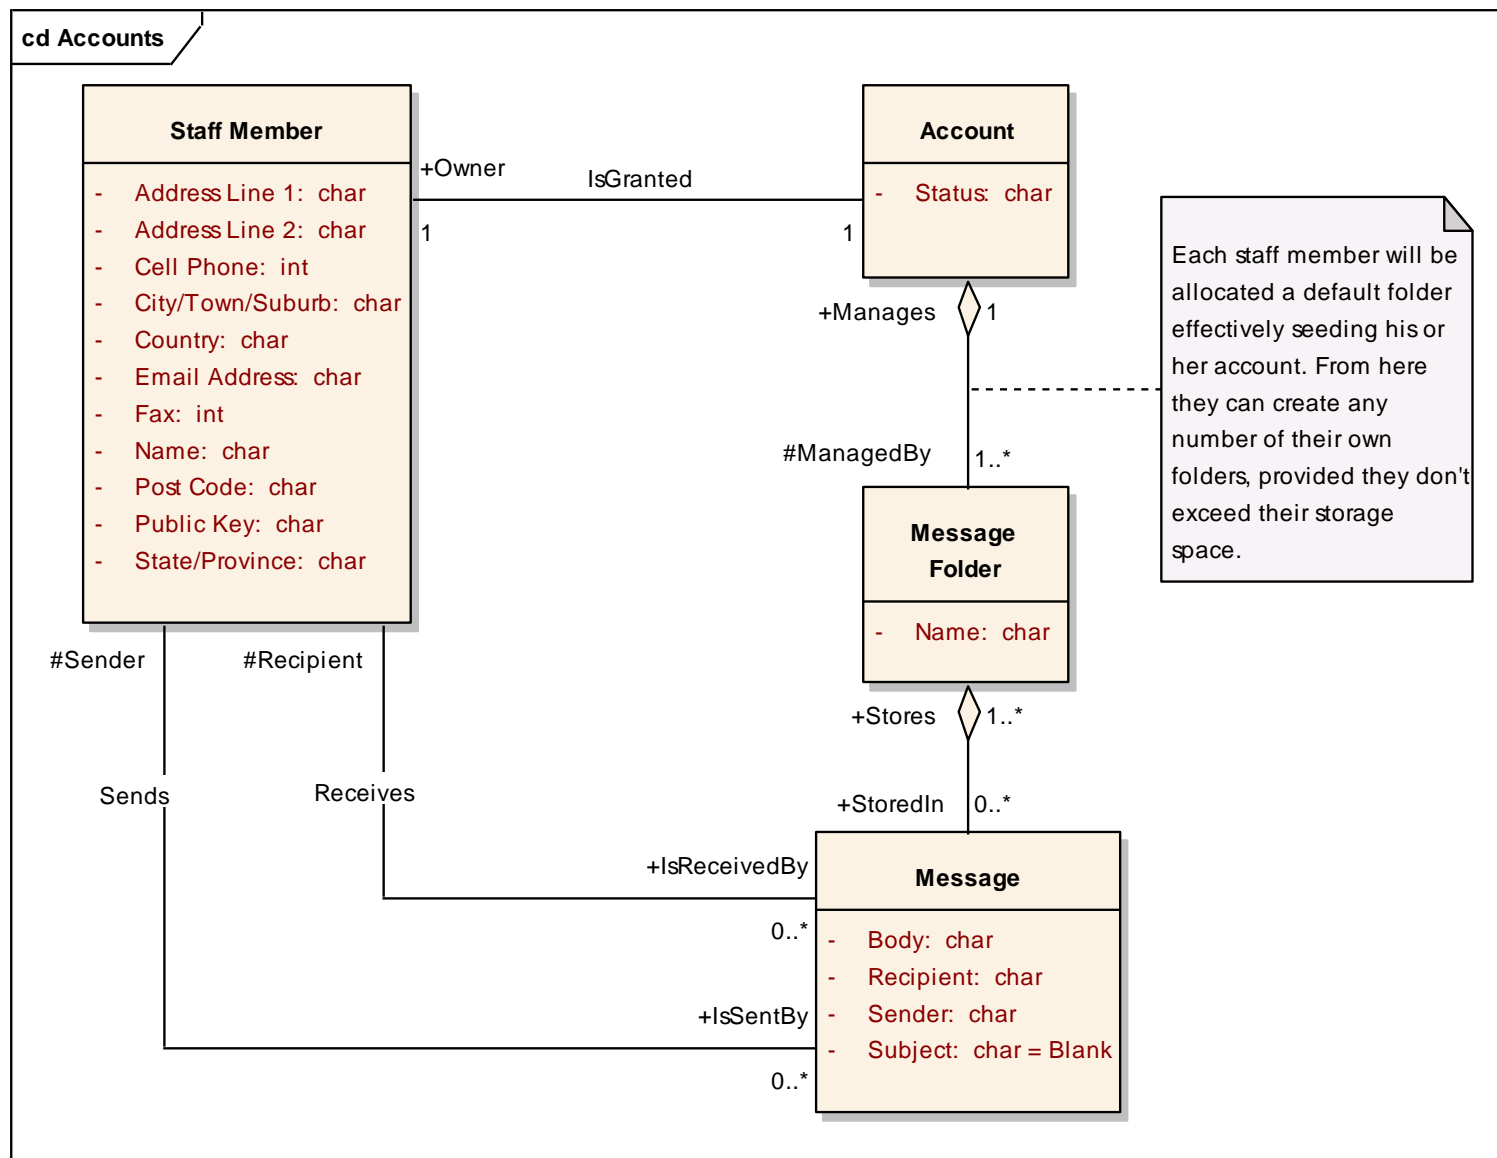 cd Accounts
Staff Member
- Address Line 1: char
- Address Line 2: char
- Cell Phone: int
- City/Town/Suburb: char
- Country: char
- Email Address: char
- Fax: int
- Name: char
- Post Code: char
- Public Key: char
- State/Province: char
+Owner
1
IsGranted
1
Account
- Status: char
+Manages
1
Each staff member will be
allocated a default folder
effectively seeding his or
her account. From here
they can create any
number of their own
folders, provided they don't
exceed their storage
space.
#ManagedBy
1..*
Message
Folder
- Name: char
+Stores
1..*
+StoredIn
0..*
#Sender
#Recipient
Sends
Receives
+IsReceivedBy
0..*
+IsSentBy
0..*
Message
- Body: char
- Recipient: char
- Sender: char
- Subject: char = Blank